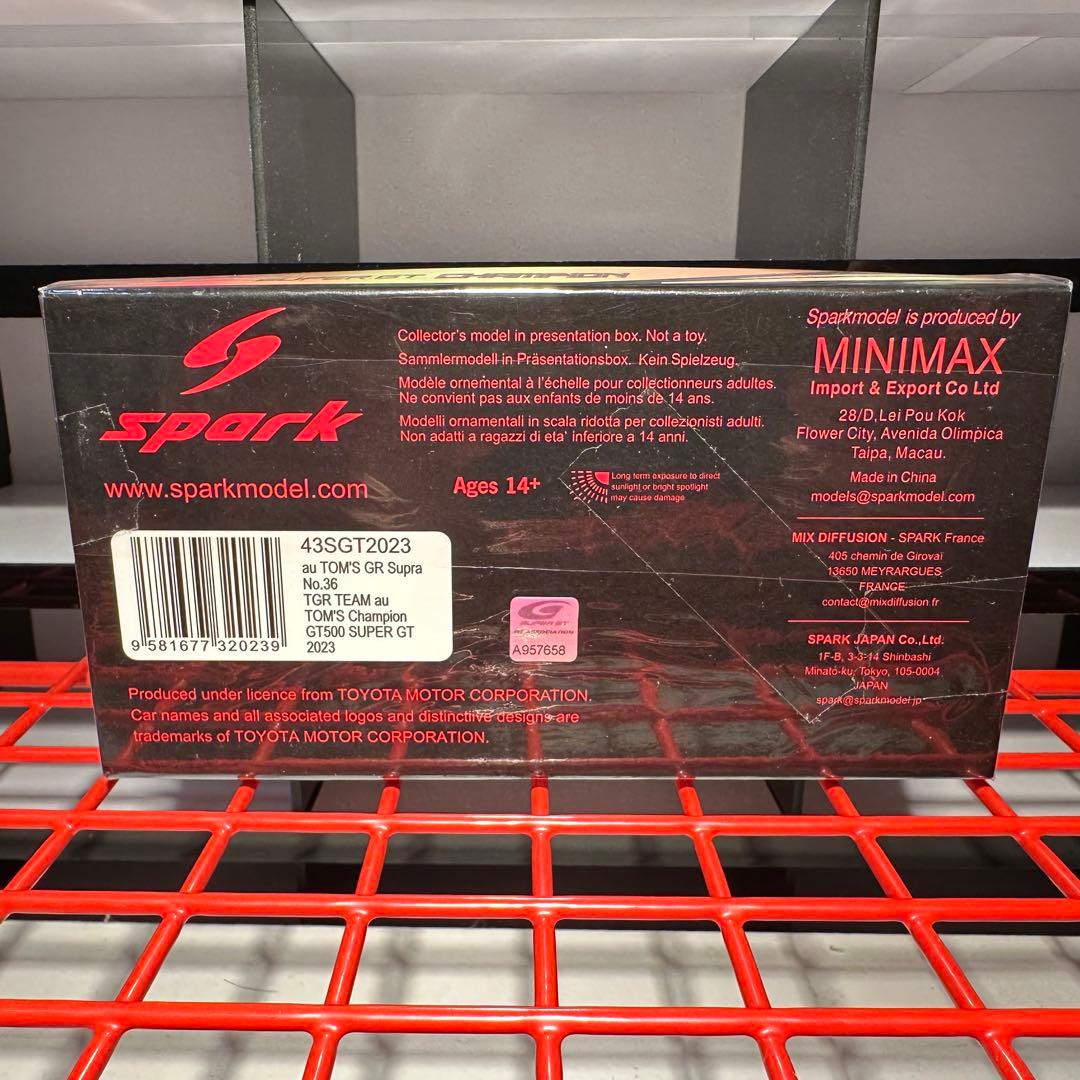 SUPER GT CHAMPION
spark
www.sparkmodel.com
Collector's model in presentation box. Not a toy.
Sammlermodell in Präsentationsbox. Kein Spielzeug.
Modèle ornemental à l'échelle pour collectionneurs adultes.
Ne convient pas aux enfants de moins de 14 ans.
Modelli ornamentali in scala ridotta per collezionisti adulti.
Non adatti a ragazzi di eta' inferiore a 14 anni.
Ages 14+
Long term exposure to direct
sunlight or bright spotlight
may cause damage
Sparkmodel is produced by
MINIMAX
Import & Export Co Ltd
28/D, Lei Pou Kok
Flower City, Avenida Olimpica
Taipa, Macau.
Made in China
models@sparkmodel.com
MIX DIFFUSION - SPARK France
405 chemin de Girovai
13650 MEYRARGUES
FRANCE
contact@mixdiffusion.fr
SPARK JAPAN Co.,Ltd.
1F-B, 3-3-14 Shinbashi
Minato-ku, Tokyo, 105-0004
JAPAN
spark@sparkmodel.jp
43SGT2023
au TOM'S GR Supra
No.36
TGR TEAM au
TOM'S Champion
GT500 SUPER GT
2023
9 581677 320239
SUPER GT
GT ASSOCIATION
A957658
Produced under licence from TOYOTA MOTOR CORPORATION.
Car names and all associated logos and distinctive designs are
trademarks of TOYOTA MOTOR CORPORATION.